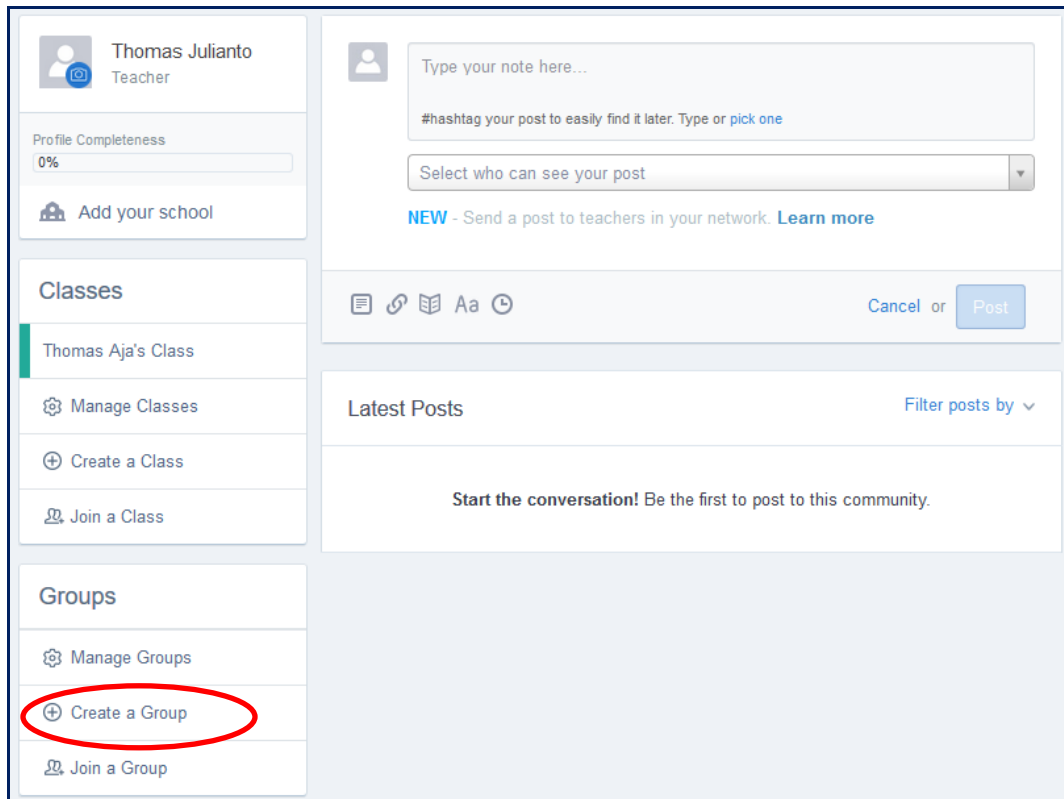 Thomas Julianto
Teacher
Profile Completeness
0%
Add your school
Classes
Thomas Aja's Class
Manage Classes
Create a Class
Join a Class
Groups
Manage Groups
Create a Group
Join a Group
Type your note here...
#hashtag your post to easily find it later. Type or pick one
Select who can see your post
NEW - Send a post to teachers in your network. Learn more
Aa
Cancel or Post
Latest Posts
Filter posts by
Start the conversation! Be the first to post to this community.